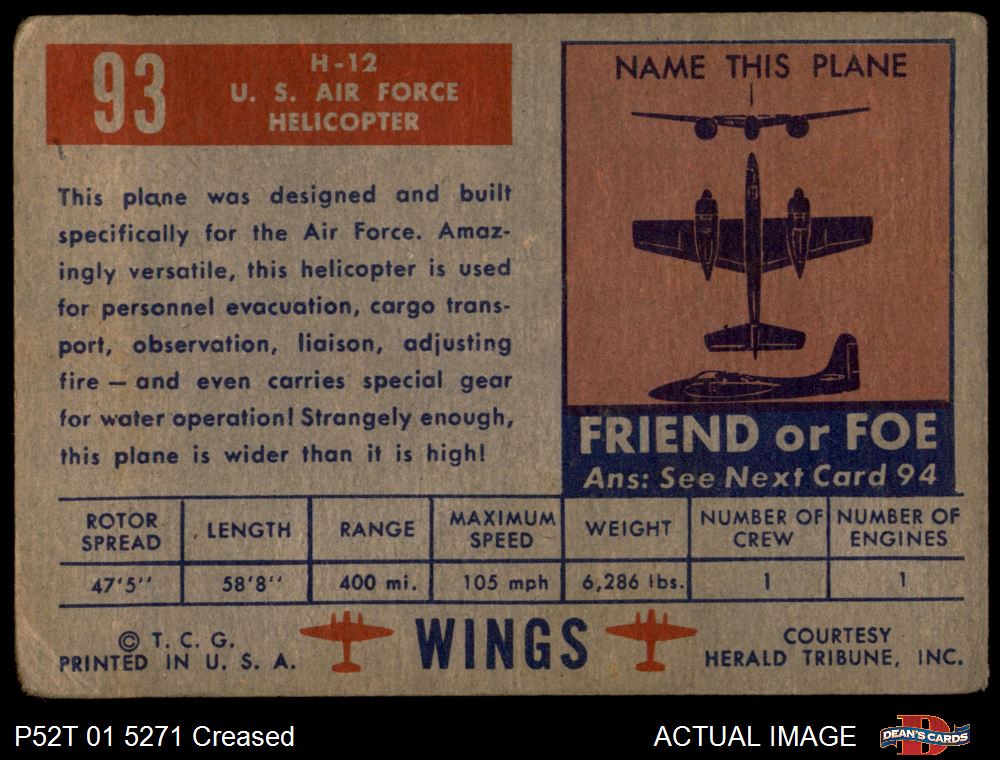 93
H-12
U. S. AIR FORCE
HELICOPTER
This plane was designed and built
specifically for the Air Force. Amaz-
ingly versatile, this helicopter is used
for personnel evacuation, cargo trans-
port, observation, liaison, adjusting
fire — and even carries special gear
for water operation! Strangely enough,
this plane is wider than it is high!
NAME THIS PLANE
FRIEND or FOE
Ans: See Next Card 94
ROTOR SPREAD LENGTH RANGE MAXIMUM SPEED WEIGHT NUMBER OF CREW NUMBER OF ENGINES
47'5'' 58'8'' 400 mi. 105 mph 6,286 lbs. 1 1
© T. C. G.
PRINTED IN U. S. A.
WINGS
COURTESY
HERALD TRIBUNE, INC.
P52T 01 5271 Creased
ACTUAL IMAGE
D
DEAN'S CARDS